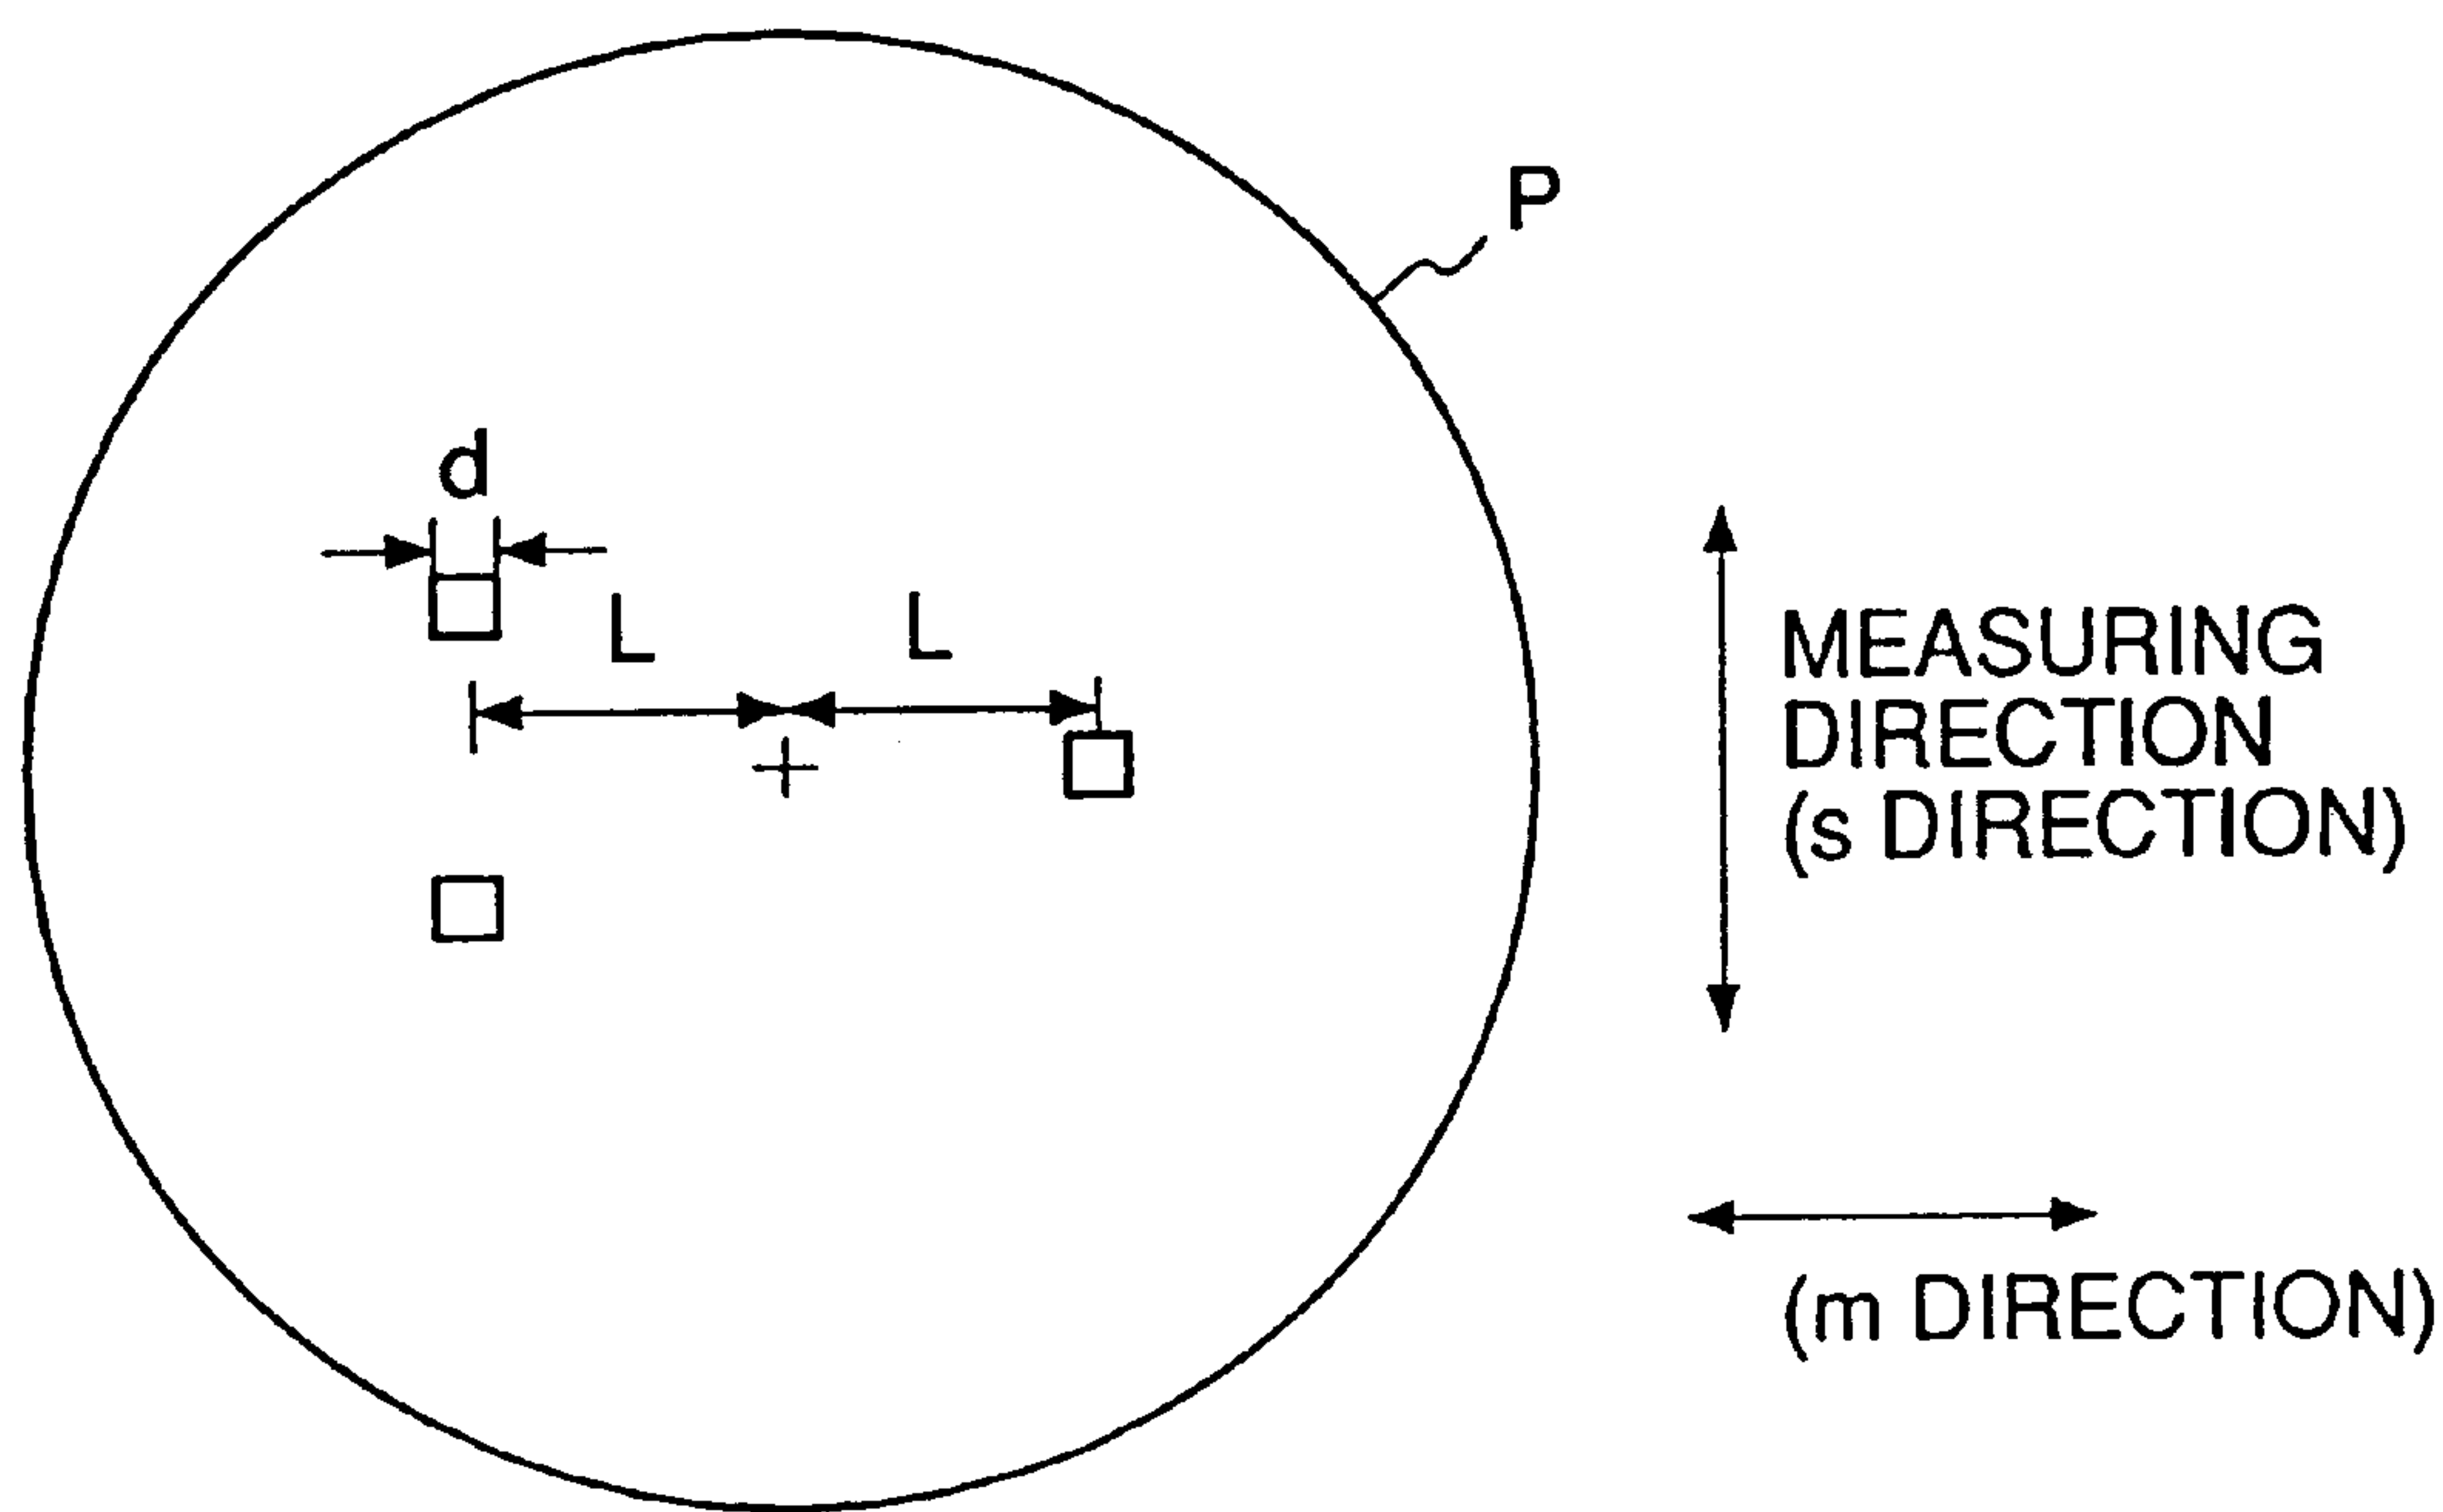 P
d
L L
MEASURING
DIRECTION
(s DIRECTION)
(m DIRECTION)